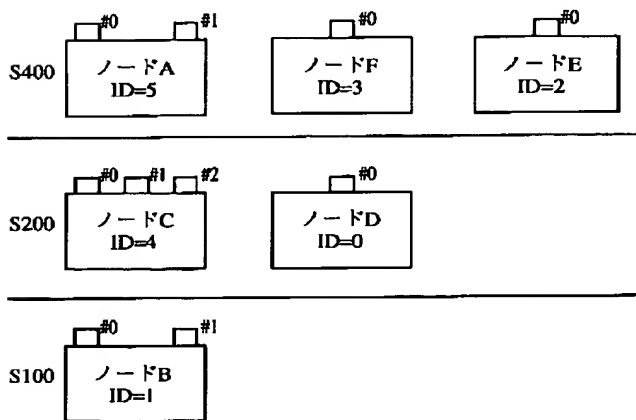 #0 #1 #0 #0
S400 ノードA ノードF ノードE
ID=5 ID=3 ID=2
#0 #1 #2 #0
S200 ノードC ノードD
ID=4 ID=0
#0 #1
S100 ノードB
ID=1